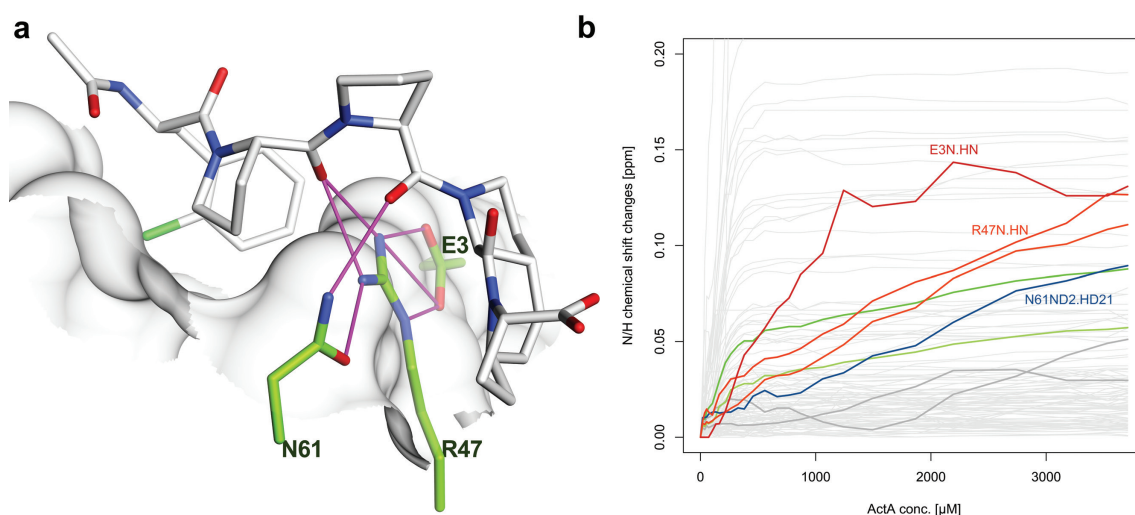 a
E3
N61
R47
b
N/H chemical shift changes [ppm]
0.20
0.15
0.10
0.05
0.00
E3N.HN
R47N.HN
N61ND2.HD21
0
1000
2000
3000
ActA conc. [µM]